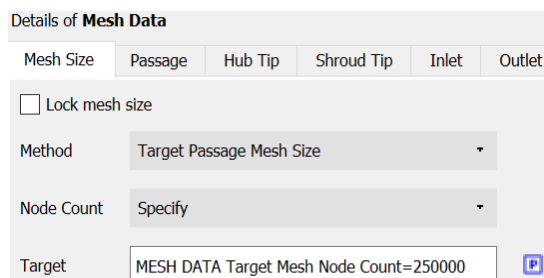 Details of Mesh Data
Mesh Size Passage Hub Tip Shroud Tip Inlet Outlet
Lock mesh size
Method Target Passage Mesh Size
Node Count Specify
Target MESH DATA Target Mesh Node Count=250000 P